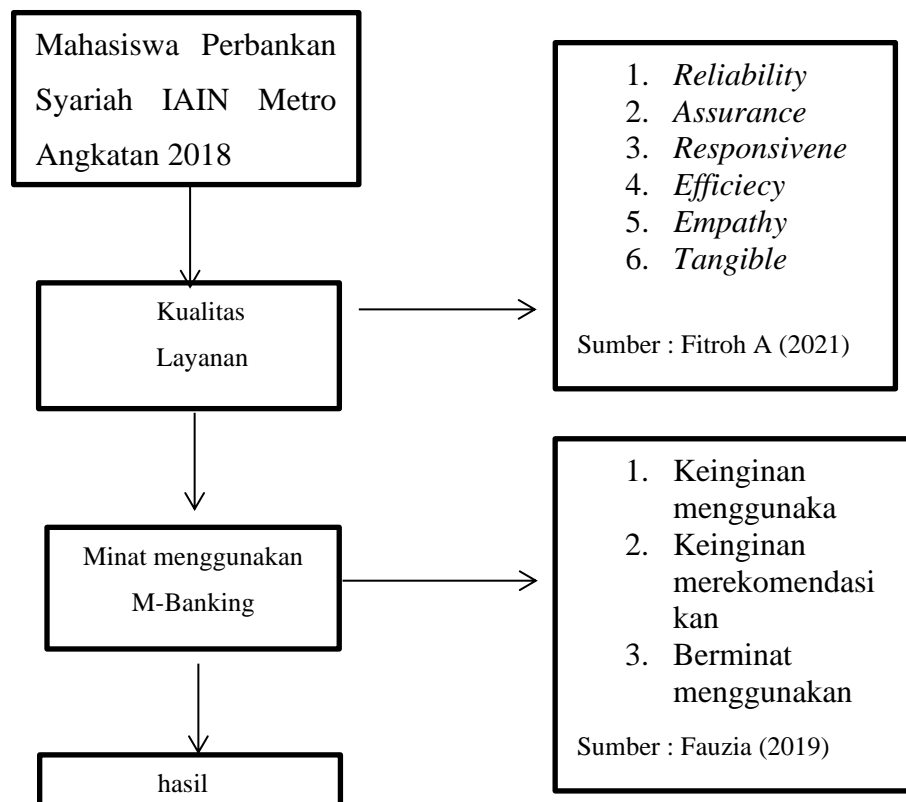 Mahasiswa Perbankan
Syariah IAIN Metro
Angkatan 2018
1. Reliability
2. Assurance
3. Responsivene
4. Efficiecy
5. Empathy
6. Tangible
Sumber : Fitroh A (2021)
Kualitas
Layanan
1. Keinginan
menggunaka
2. Keinginan
merekomendasi
kan
3. Berminat
menggunakan
Sumber : Fauzia (2019)
Minat menggunakan
M-Banking
hasil